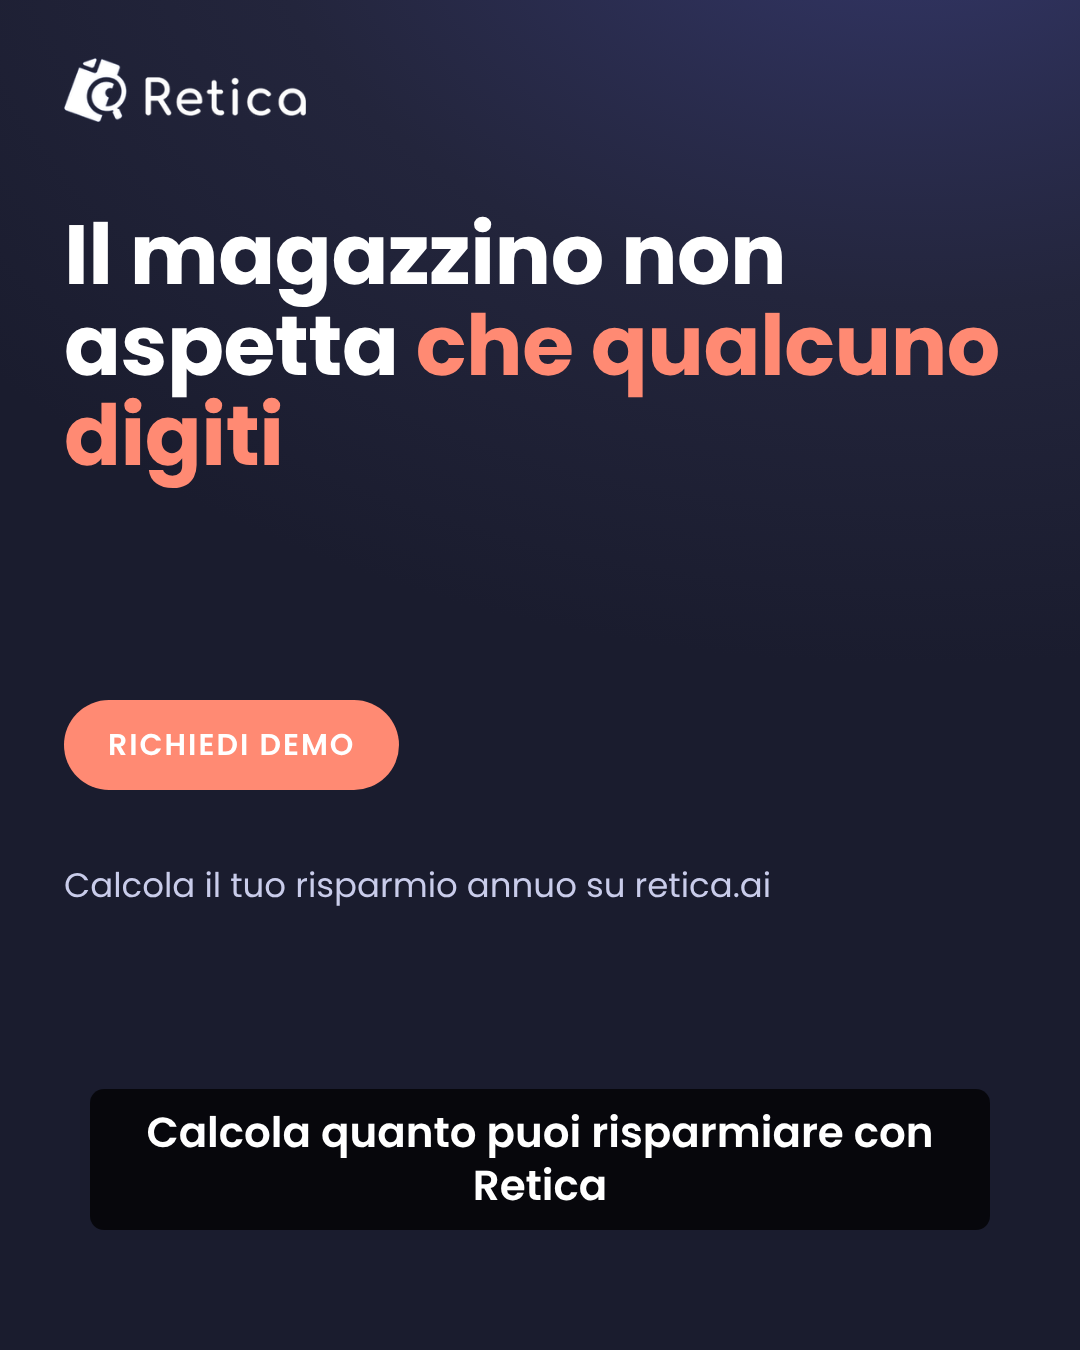 Retica
Il magazzino non
aspetta che qualcuno
digiti
RICHIEDI DEMO
Calcola il tuo risparmio annuo su retica.ai
Calcola quanto puoi risparmiare con
Retica